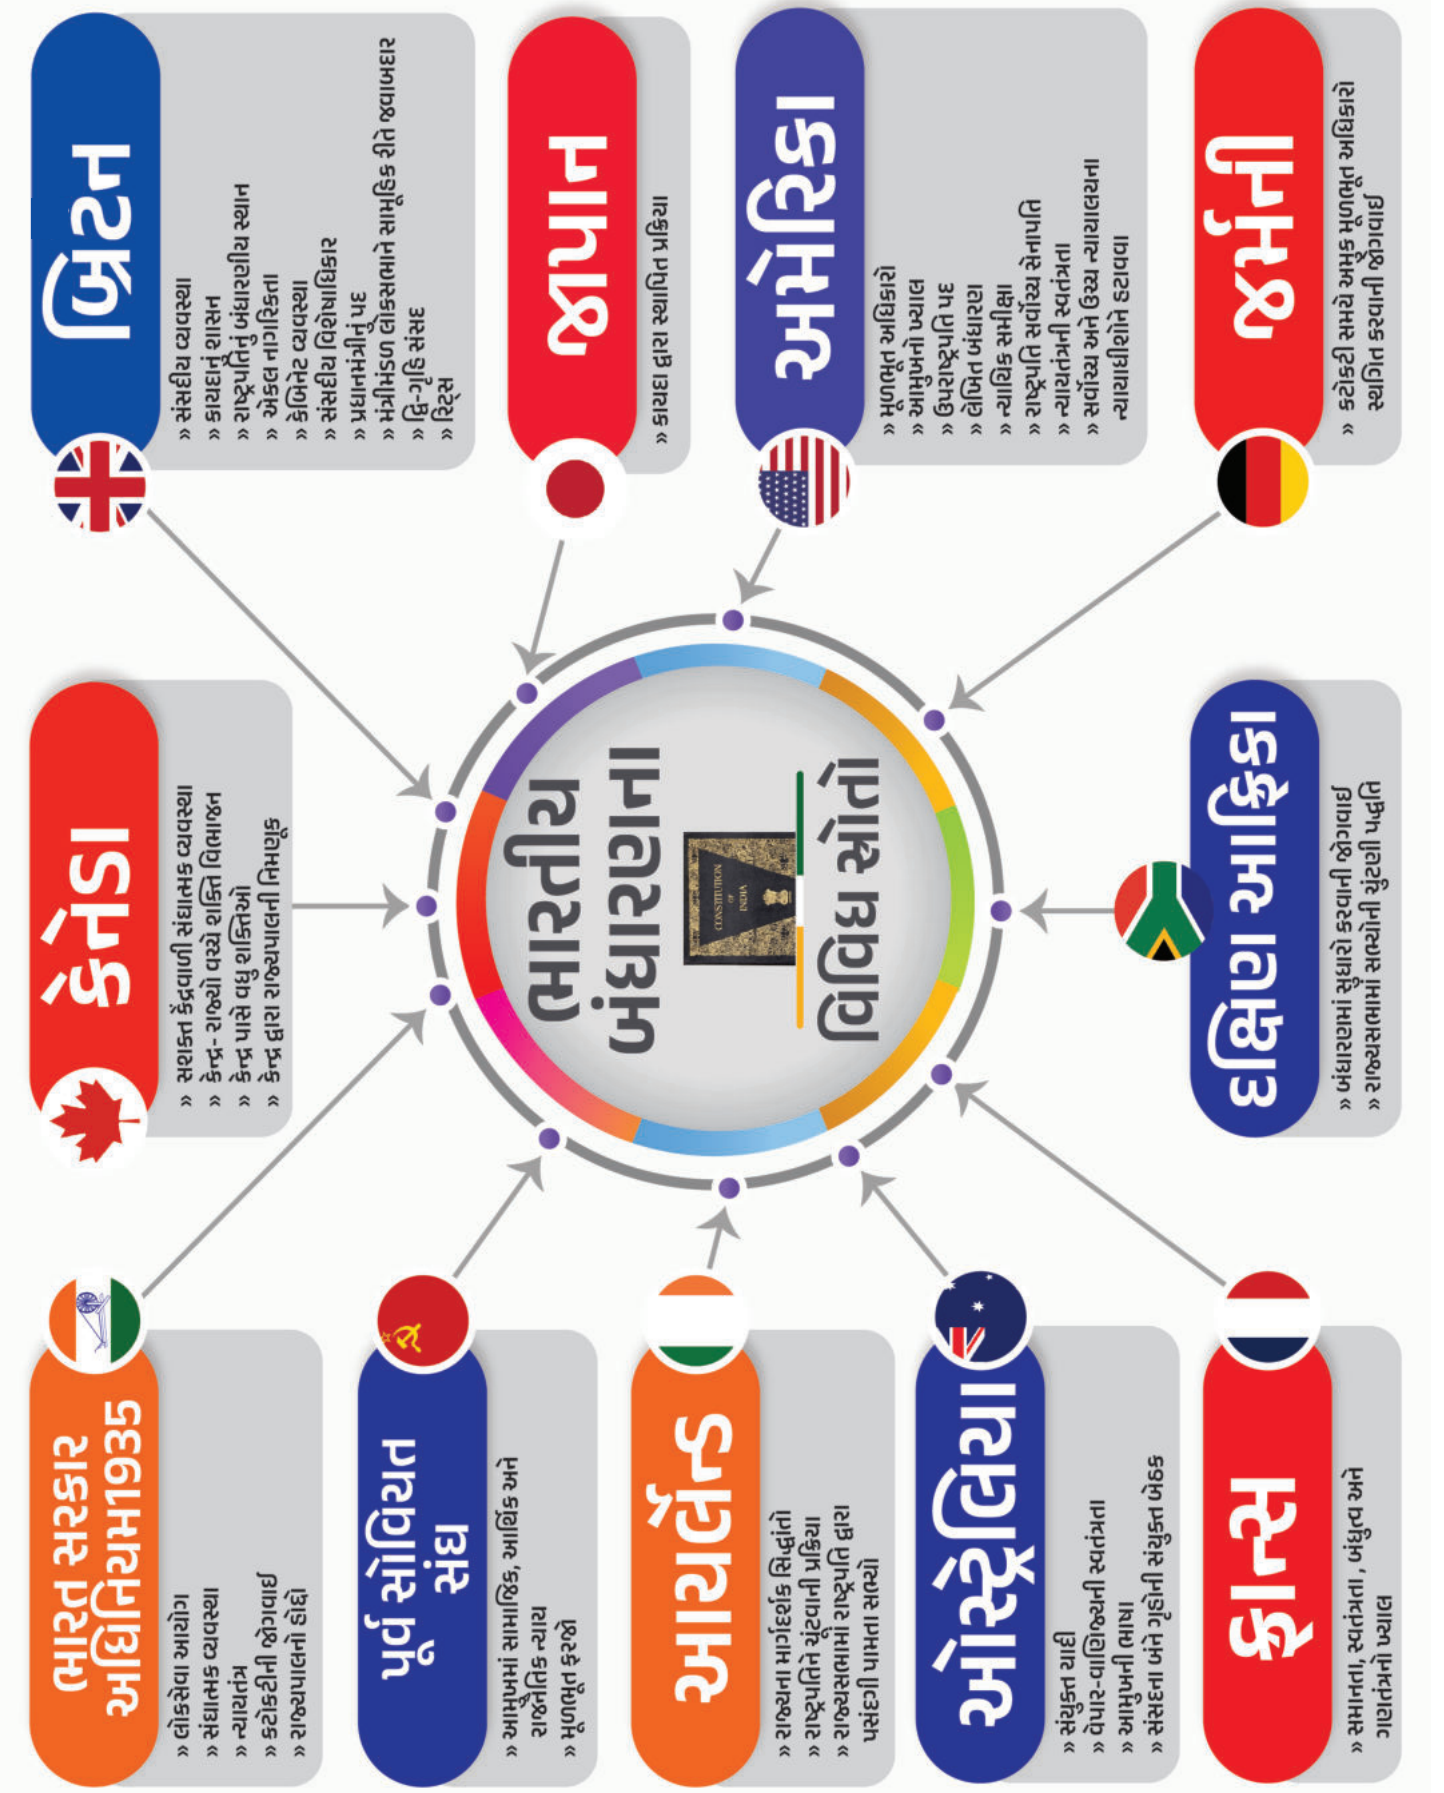 ભારતીય
બંધારણના
CONSTITUTION
OF
INDIA
વિવિધ સ્રોતો
ભારત સરકાર
અધિનિયમ1935
» લોકસેવા આયોગ
» સંઘાત્મક વ્યવસ્થા
» ન્યાયતંત્ર
» કટોકટીની જોગવાઈ
» રાજ્યપાલનો હોદ્દો
કેનેડા
» સશક્ત કેંદ્રવાળી સંઘાત્મક વ્યવસ્થા
» કેન્દ્ર- રાજ્યો વચ્ચે શક્તિ વિભાજન
» કેન્દ્ર પાસે વધુ શક્તિઓ
» કેન્દ્ર દ્વારા રાજ્યપાલની નિમણૂંક
બ્રિટન
» સંસદીય વ્યવસ્થા
» કાયદાનું શાસન
» રાષ્ટ્રપતિનું બંધારણીય સ્થાન
» એકલ નાગરિકતા
» કેબિનેટ વ્યવસ્થા
» સંસદીય વિશેષાધિકાર
» પ્રધાનમંત્રીનું પદ
» મંત્રીમંડળ લોકસભાને સામૂહિક રીતે જવાબદાર
» દ્વિ-ગૃહિ સંસદ
» રિટ્સ
પૂર્વ સોવિયત
સંઘ
» આમુખમાં સામાજિક, આર્થિક અને
રાજનૈતિક ન્યાય
» મૂળભૂત ફરજો
જાપાન
» કાયદા દ્વારા સ્થાપિત પ્રક્રિયા
આયર્લેન્ડ
» રાજ્યના માર્ગદર્શક સિદ્ધાંતો
» રાષ્ટ્રપતિને ચૂંટવાની પ્રક્રિયા
» રાજ્યસભામાં રાષ્ટ્રપતિ દ્વારા
પસંદગી પામતા સભ્યો
અમેરિકા
» મૂળભૂત અધિકારો
» આમુખનો ખ્યાલ
» ઉપરાષ્ટ્રપતિ પદ
» લેખિત બંધારણ
» ન્યાયિક સમીક્ષા
» રાષ્ટ્રપતિ સર્વોચ્ચ સેનાપતિ
» ન્યાયતંત્રની સ્વતંત્રતા
» સર્વોચ્ચ અને ઉચ્ચ ન્યાયાલયના
ન્યાયાધીશોને હટાવવા
ઓસ્ટ્રેલિયા
» સંયુક્ત યાદી
» વેપાર-વાણિજ્યની સ્વતંત્રતા
» આમુખની ભાષા
» સંસદના બંને ગૃહોની સંયુક્ત બેઠક
ફ્રાન્સ
» સમાનતા, સ્વતંત્રતા , બંધુત્વ અને
ગણતંત્રનો ખ્યાલ
દક્ષિણ આફ્રિકા
» બંધારણમાં સુધારો કરવાની જોગવાઈ
» રાજ્યસભામાં સભ્યોની ચુંટણી પદ્ધતિ
જર્મની
» કટોકટી સમયે અમુક મૂળભૂત અધિકારો
સ્થગિત કરવાની જોગવાઈ